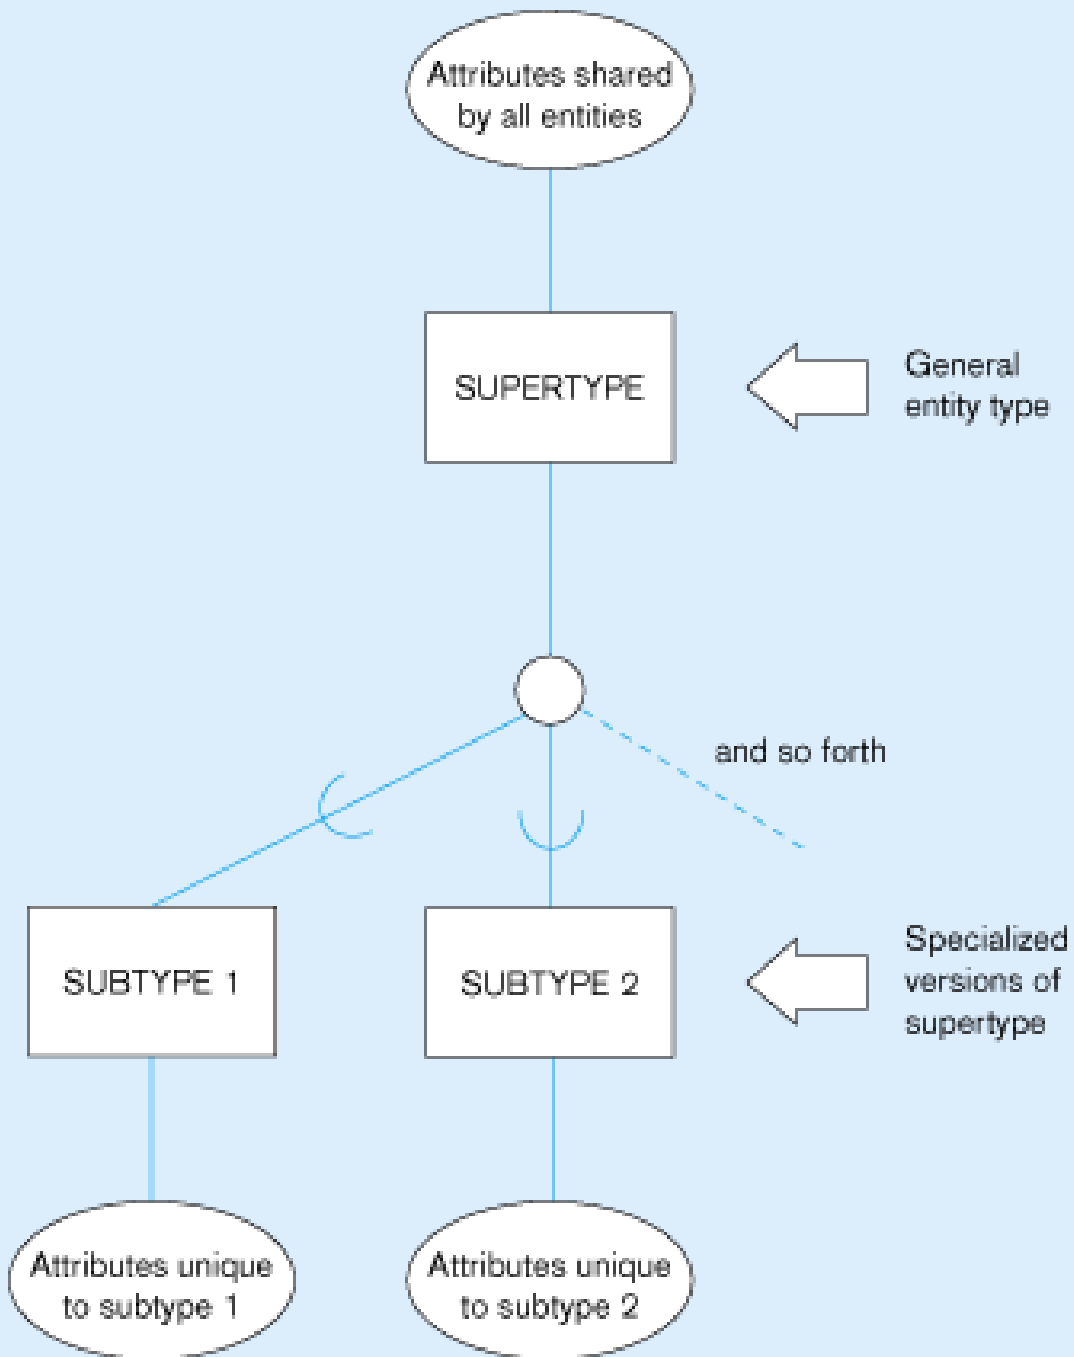 Attributes shared
by all entities
SUPERTYPE
General
entity type
and so forth
SUBTYPE 1
SUBTYPE 2
Specialized
versions of
supertype
Attributes unique
to subtype 1
Attributes unique
to subtype 2